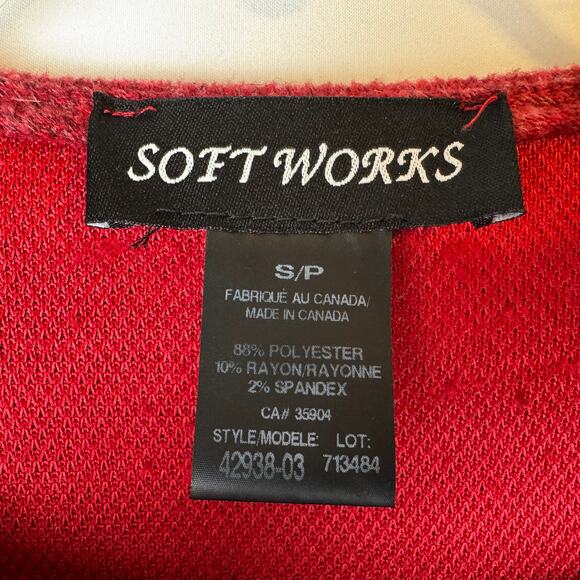 SOFT WORKS
S/P
FABRIQUÉ AU CANADA/
MADE IN CANADA
88% POLYESTER
10% RAYON/RAYONNE
2% SPANDEX
CA# 35904
STYLE/MODELE: LOT:
42938-03 713484